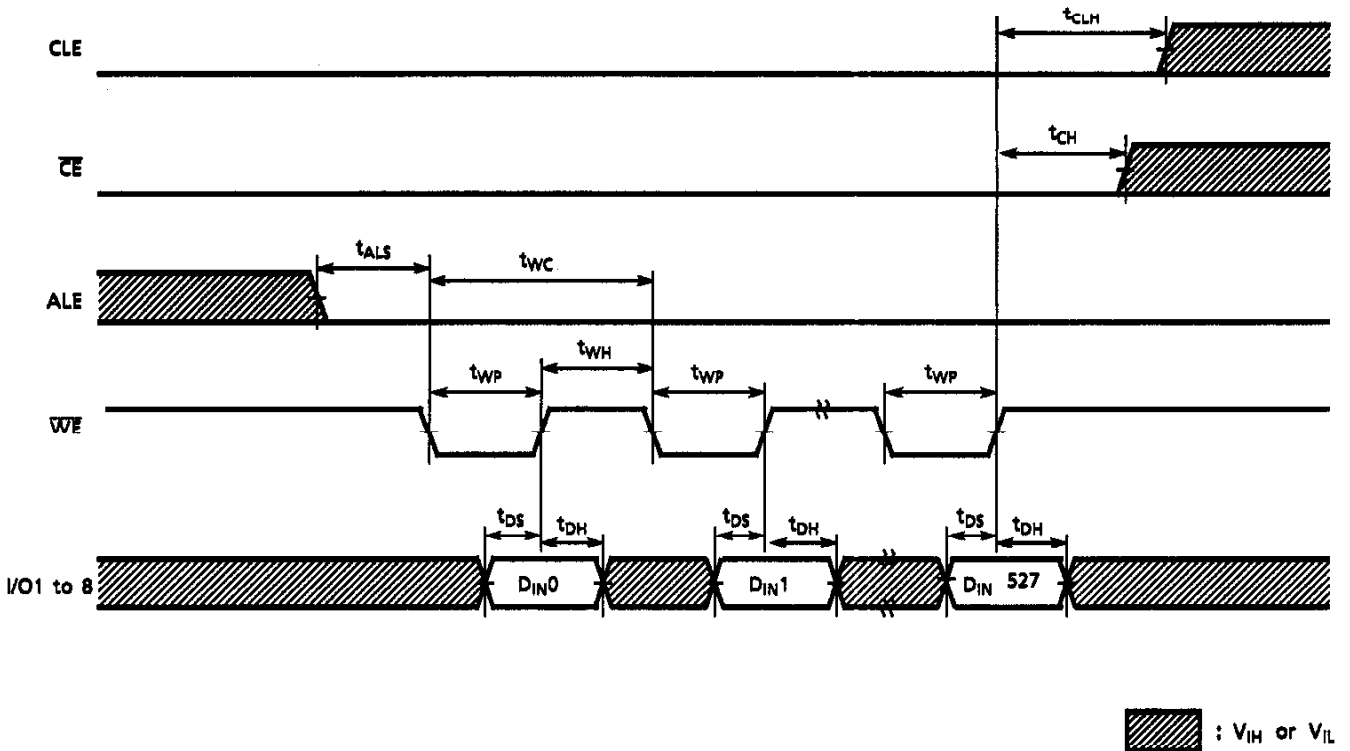 tCLH
CLE
tCH
CE
tALS
tWC
ALE
tWH
tWP tWP tWP
WE
tDS tDH tDS tDH tDS tDH
I/O1 to 8 DIN0 DIN1 DIN 527
: VIH or VIL